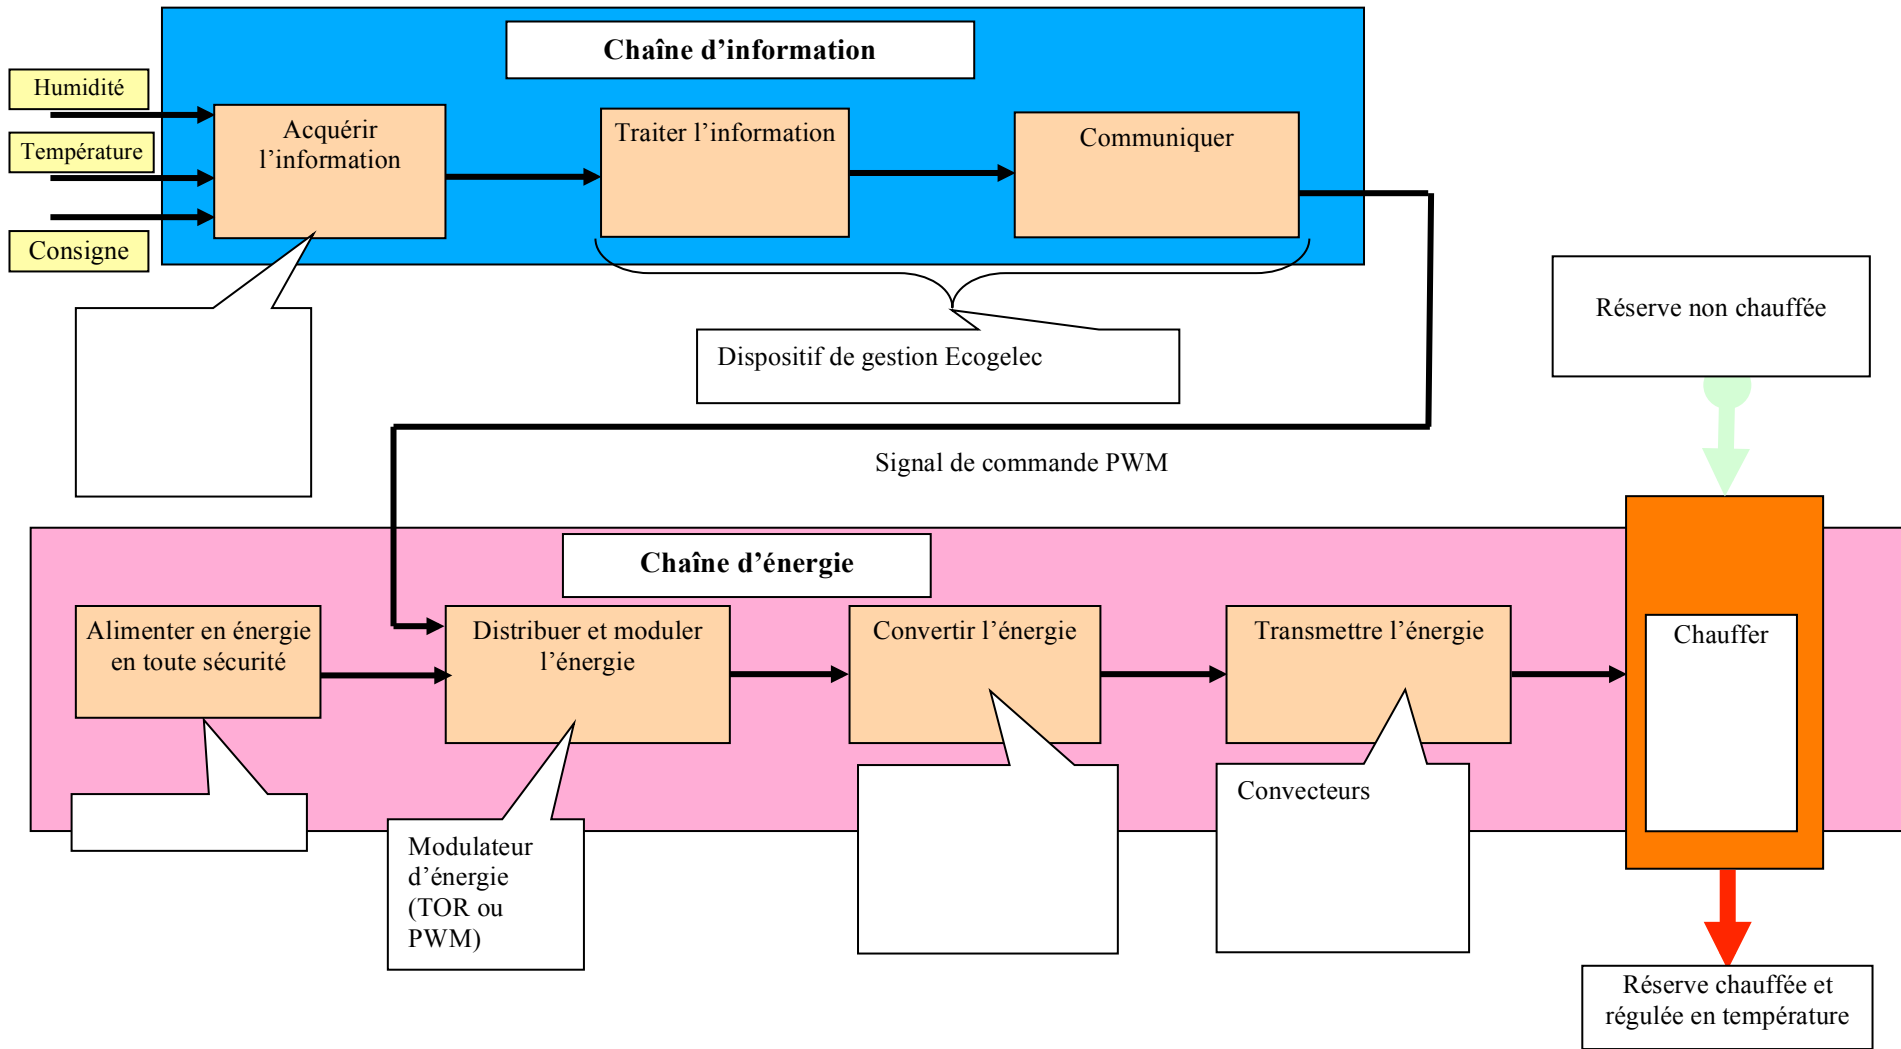 Chaîne d’information
Humidité
Température
Consigne
Acquérir
l’information
Traiter l’information
Communiquer
Dispositif de gestion Ecogelec
Réserve non chauffée
Signal de commande PWM
Chaîne d’énergie
Alimenter en énergie
en toute sécurité
Distribuer et moduler
l’énergie
Convertir l’énergie
Transmettre l’énergie
Chauffer
Modulateur
d’énergie
(TOR ou
PWM)
Convecteurs
Réserve chauffée et
régulée en température